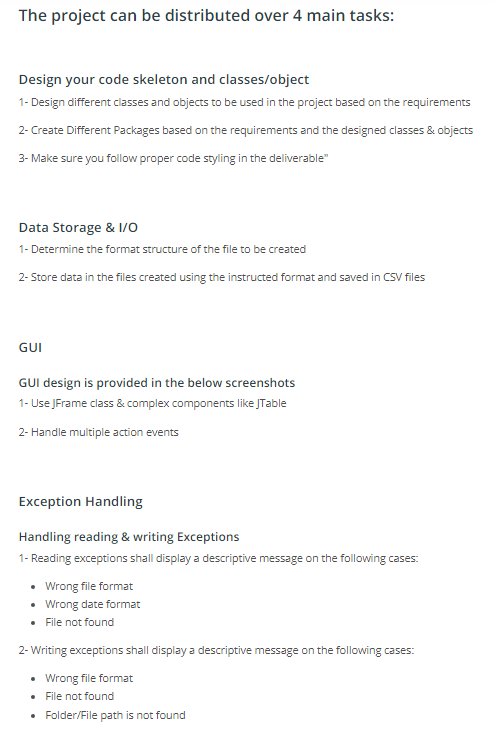 The project can be distributed over 4 main tasks:
Design your code skeleton and classes/object
1- Design different classes and objects to be used in the project based on the requirements
2- Create Different Packages based on the requirements and the designed classes & objects
3- Make sure you follow proper code styling in the deliverable"
Data Storage & I/O
1- Determine the format structure of the file to be created
2- Store data in the files created using the instructed format and saved in CSV files
GUI
GUI design is provided in the below screenshots
1- Use JFrame class & complex components like JTable
2- Handle multiple action events
Exception Handling
Handling reading & writing Exceptions
1- Reading exceptions shall display a descriptive message on the following cases:
• Wrong file format
• Wrong date format
• File not found
2- Writing exceptions shall display a descriptive message on the following cases:
• Wrong file format
• File not found
• Folder/File path is not found